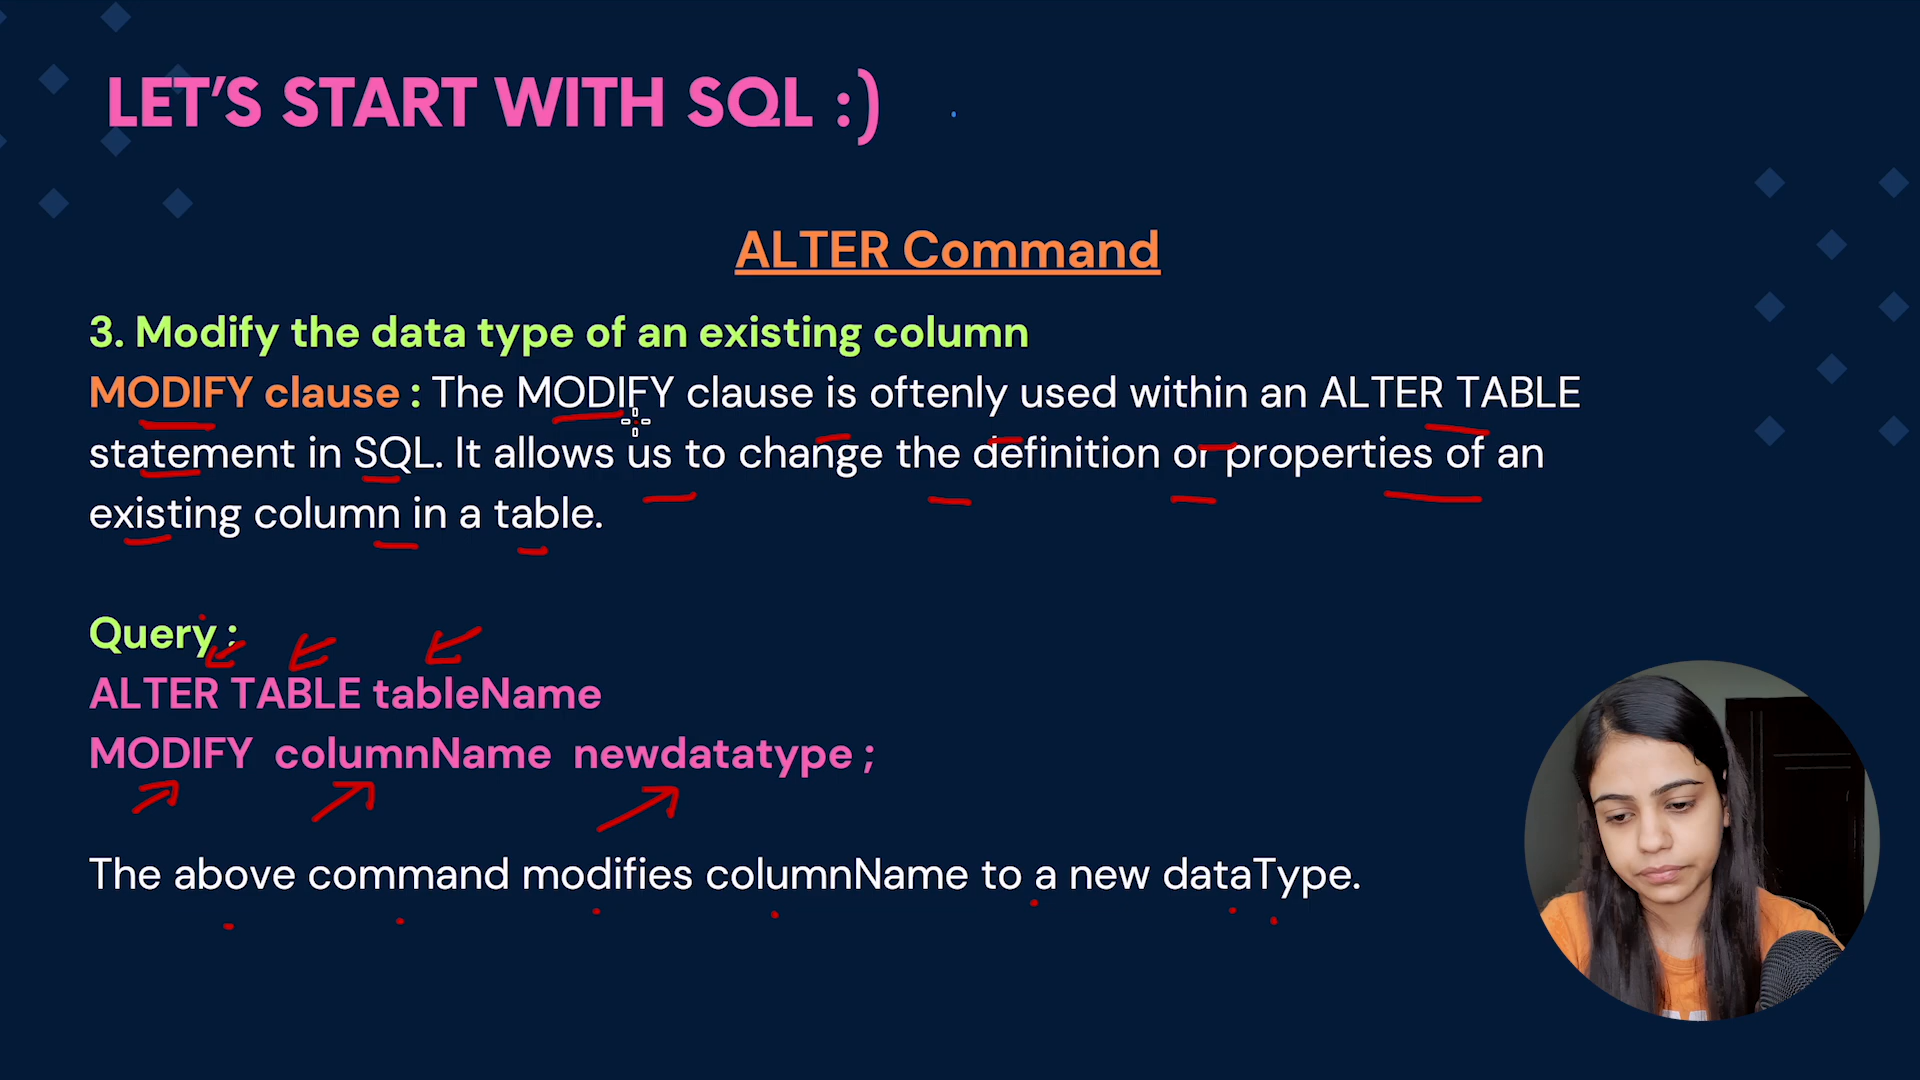 LET'S START WITH SQL :)
ALTER Command
3. Modify the data type of an existing column
MODIFY clause : The MODIFY clause is oftenly used within an ALTER TABLE
statement in SQL. It allows us to change the definition or properties of an
existing column in a table.
Query :
ALTER TABLE tableName
MODIFY columnName newdatatype ;
The above command modifies columnName to a new dataType.